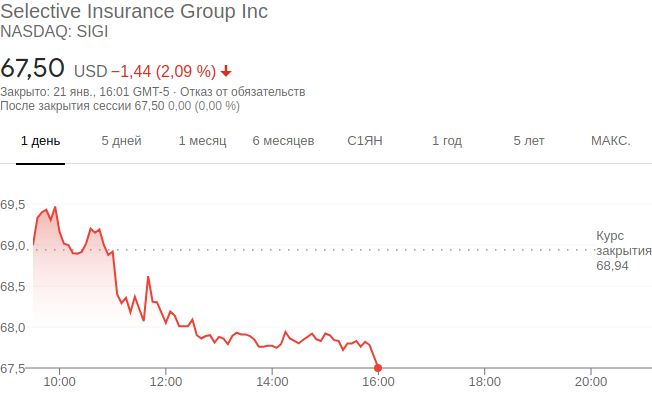 Selective Insurance Group Inc
NASDAQ: SIGI
67,50 USD −1,44 (2,09 %)
Закрыто: 21 янв., 16:01 GMT-5 · Отказ от обязательств
После закрытия сессии 67,50 0,00 (0,00 %)
1 день 5 дней 1 месяц 6 месяцев С1ЯН 1 год 5 лет МАКС.
69,5
69,0
68,5
68,0
67,5
Курс
закрытия
68,94
10:00 12:00 14:00 16:00 18:00 20:00